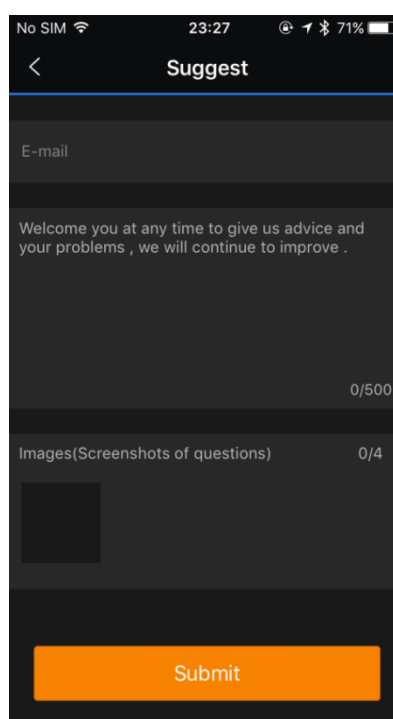 No SIM 23:27 71%
Suggest
E-mail
Welcome you at any time to give us advice and
your problems , we will continue to improve .
0/500
Images(Screenshots of questions) 0/4
Submit